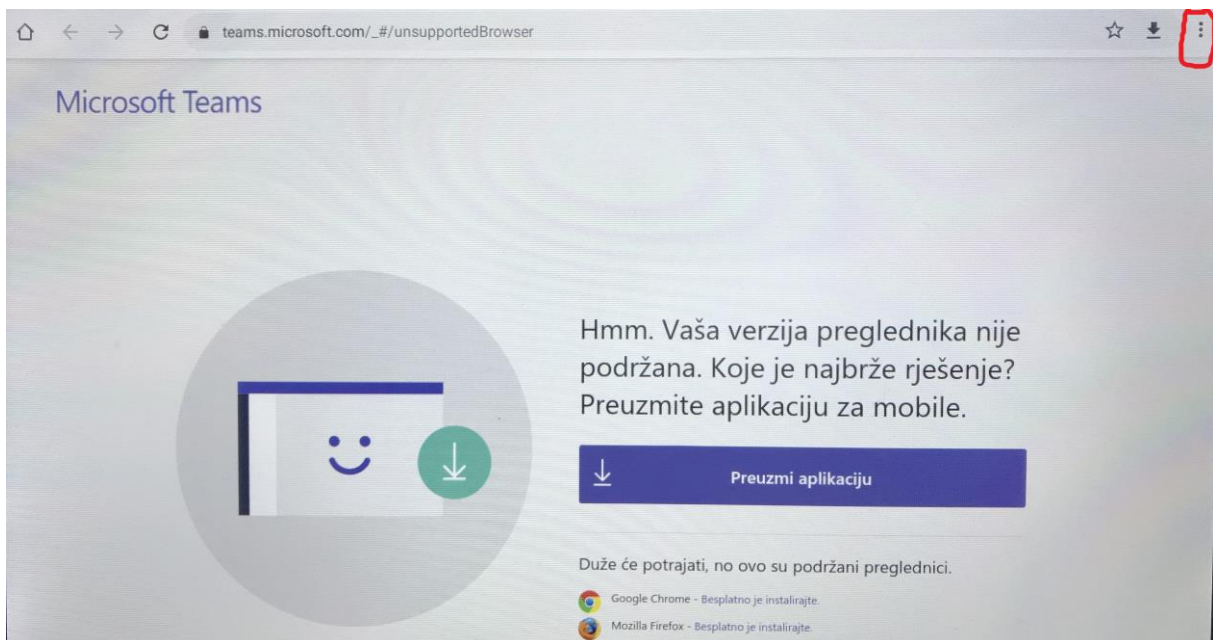 teams.microsoft.com/_#/unsupportedBrowser
Microsoft Teams
Hmm. Vaša verzija preglednika nije
podržana. Koje je najbrže rješenje?
Preuzmite aplikaciju za mobile.
Preuzmi aplikaciju
Duže će potrajati, no ovo su podržani preglednici.
Google Chrome - Besplatno je instalirajte.
Mozilla Firefox - Besplatno je instalirajte.